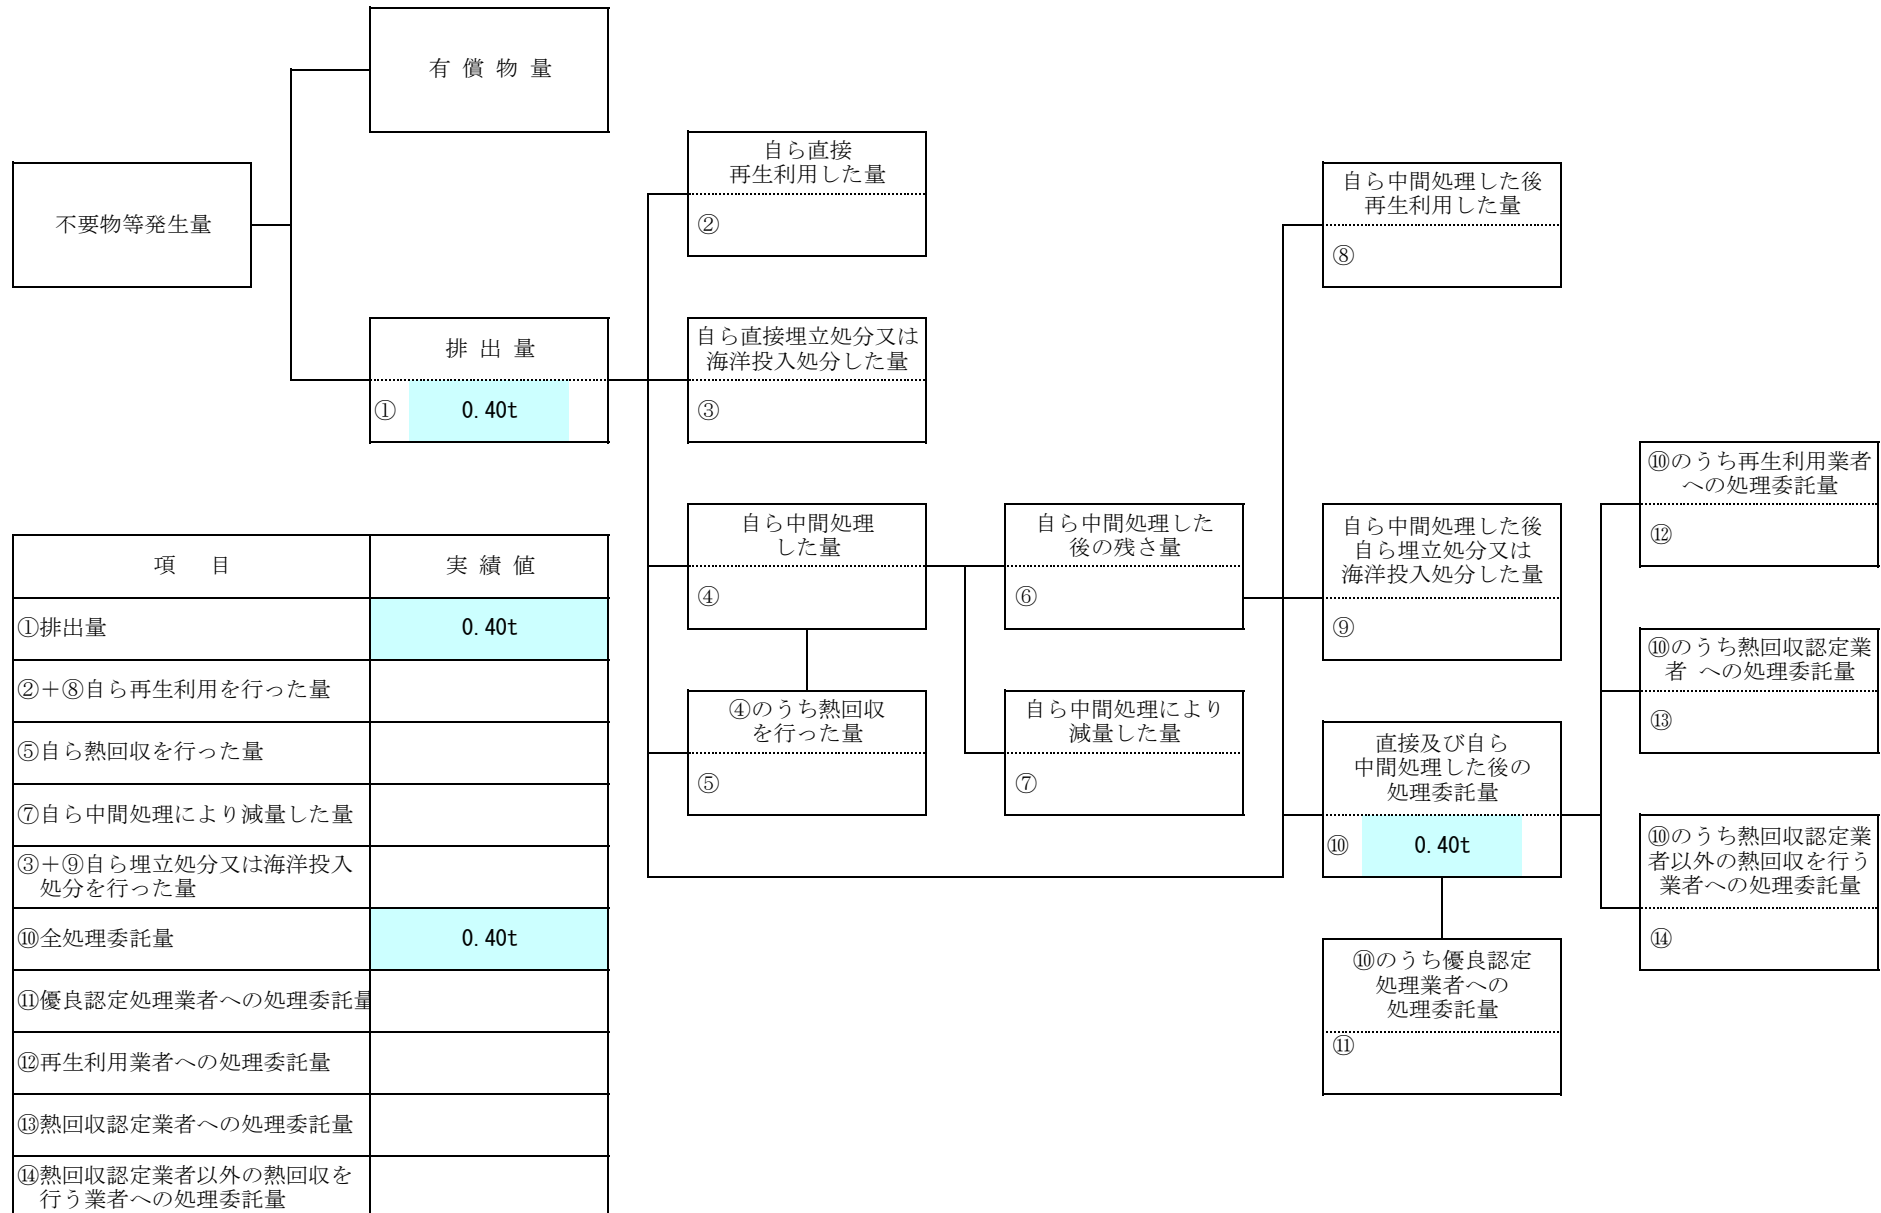 有 償 物 量
不要物等発生量
排 出 量
① 0.40t
自ら直接
再生利用した量
②
自ら直接埋立処分又は
海洋投入処分した量
③
自ら中間処理
した量
④
④のうち熱回収
を行った量
⑤
自ら中間処理した
後の残さ量
⑥
自ら中間処理により
減量した量
⑦
自ら中間処理した後
再生利用した量
⑧
自ら中間処理した後
自ら埋立処分又は
海洋投入処分した量
⑨
直接及び自ら
中間処理した後の
処理委託量
⑩ 0.40t
⑩のうち優良認定
処理業者への
処理委託量
⑪
⑩のうち再生利用業者
への処理委託量
⑫
⑩のうち熱回収認定業
者 への処理委託量
⑬
⑩のうち熱回収認定業
者以外の熱回収を行う
業者への処理委託量
⑭
項 目 実 績 値
①排出量 0.40t
②+⑧自ら再生利用を行った量
⑤自ら熱回収を行った量
⑦自ら中間処理により減量した量
③+⑨自ら埋立処分又は海洋投入
処分を行った量
⑩全処理委託量 0.40t
⑪優良認定処理業者への処理委託量
⑫再生利用業者への処理委託量
⑬熱回収認定業者への処理委託量
⑭熱回収認定業者以外の熱回収を
行う業者への処理委託量